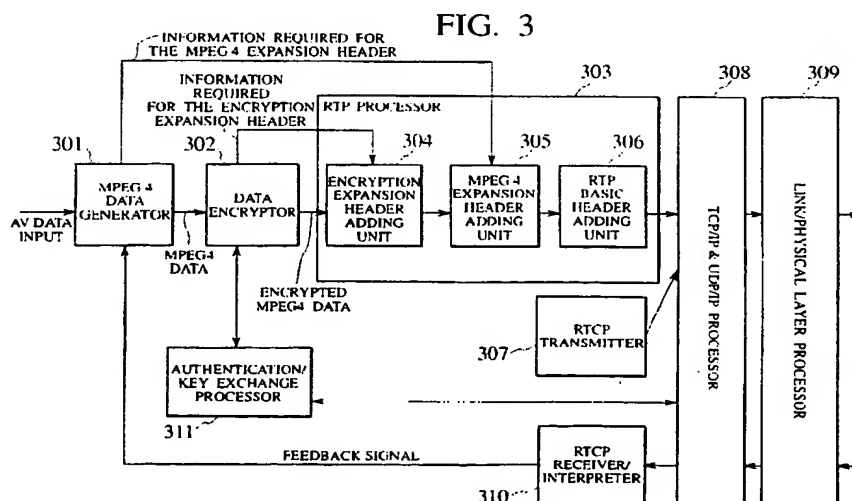 FIG. 3
INFORMATION REQUIRED FOR
THE MPEG 4 EXPANSION HEADER
INFORMATION
REQUIRED
FOR THE ENCRYPTION
EXPANSION HEADER
RTP PROCESSOR
303
308
309
301
302
304
305
306
MPEG 4
DATA
GENERATOR
DATA
ENCRYPTOR
ENCRYPTION
EXPANSION
HEADER
ADDING UNIT
MPEG 4
EXPANSION
HEADER
ADDING UNIT
RTP
BASIC
HEADER
ADDING
UNIT
AV DATA
INPUT
MPEG4
DATA
ENCRYPTED
MPEG4 DATA
TCP/IP & UDP/IP PROCESSOR
LINK/PHYSICAL LAYER PROCESSOR
307
RTCP
TRANSMITTER
AUTHENTICATION/
KEY EXCHANGE
PROCESSOR
311
FEEDBACK SIGNAL
RTCP
RECEIVER/
INTERPRETER
310